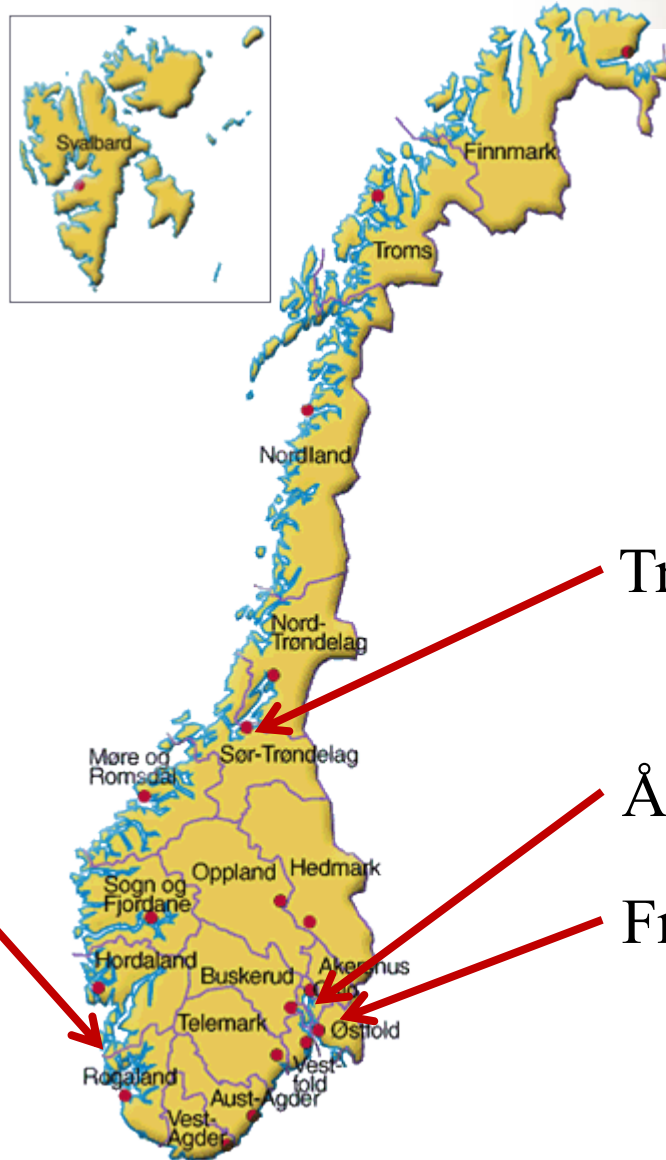 Svalbard
Finnmark
Troms
Nordland
Tr
Nord-
Trøndelag
Sør-Trøndelag
Møre og
Romsdal
Å
Oppland
Hedmark
Sogn og
Fjordane
Fr
Hordaland
Buskerud
Akershus
Oslo
Telemark
Østfold
Vest-
fold
Rogaland
Aust-Agder
Vest-
Agder